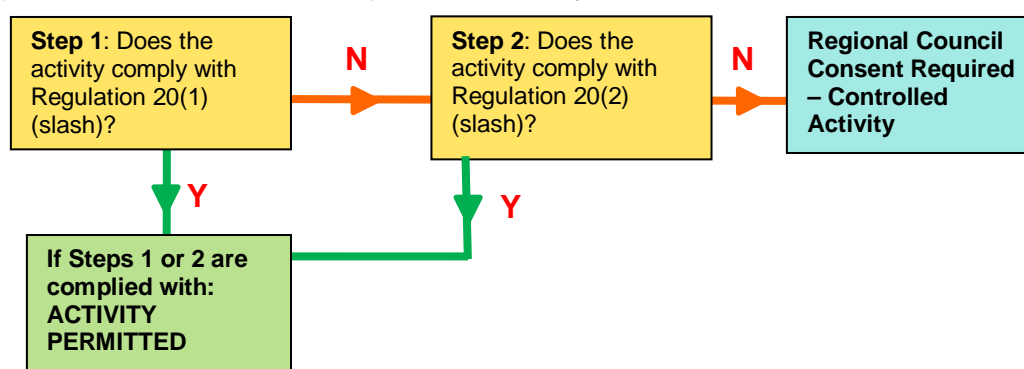 Step 1: Does the
activity comply with
Regulation 20(1)
(slash)?
N
Step 2: Does the
activity comply with
Regulation 20(2)
(slash)?
N
Regional Council
Consent Required
– Controlled
Activity
Y
Y
If Steps 1 or 2 are
complied with:
ACTIVITY
PERMITTED